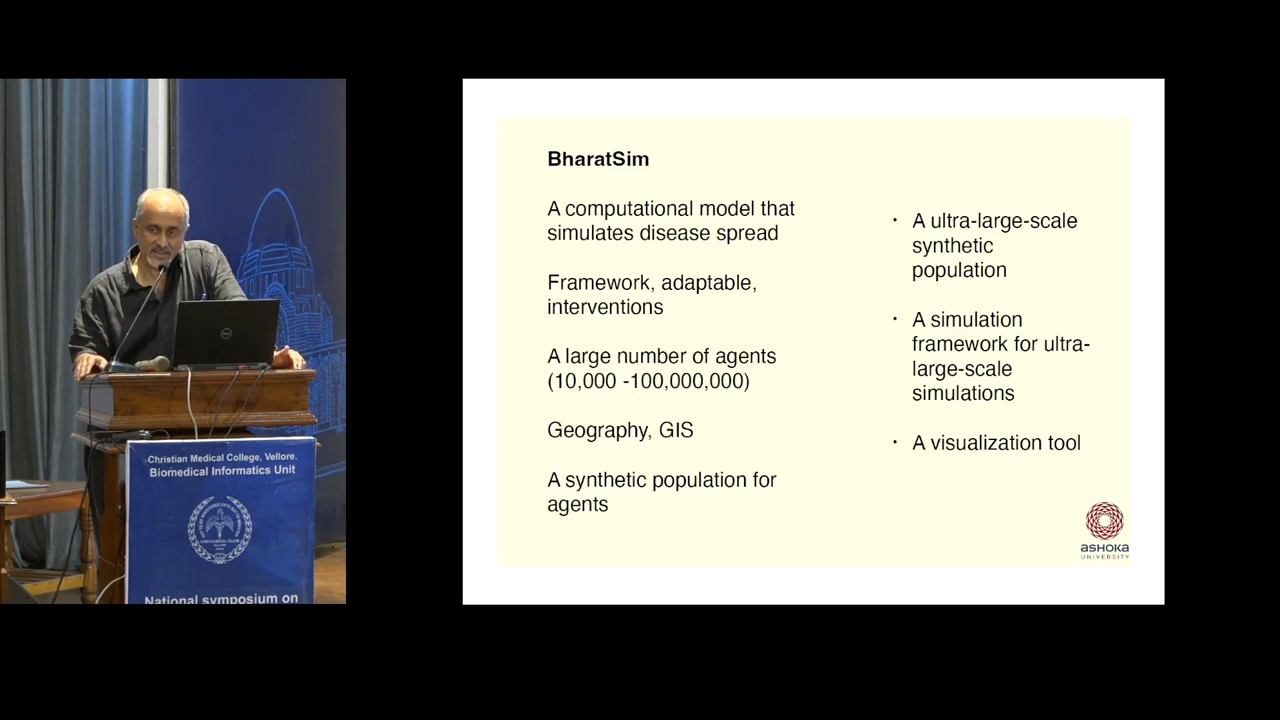 BharatSim
A computational model that
simulates disease spread
Framework, adaptable,
interventions
A large number of agents
(10,000 -100,000,000)
Geography, GIS
A synthetic population for
agents
• A ultra-large-scale
synthetic
population
• A simulation
framework for ultra-
large-scale
simulations
• A visualization tool
ASHOKA
UNIVERSITY
DELL
Christian Medical College, Vellore.
Biomedical Informatics Unit
National symposium on